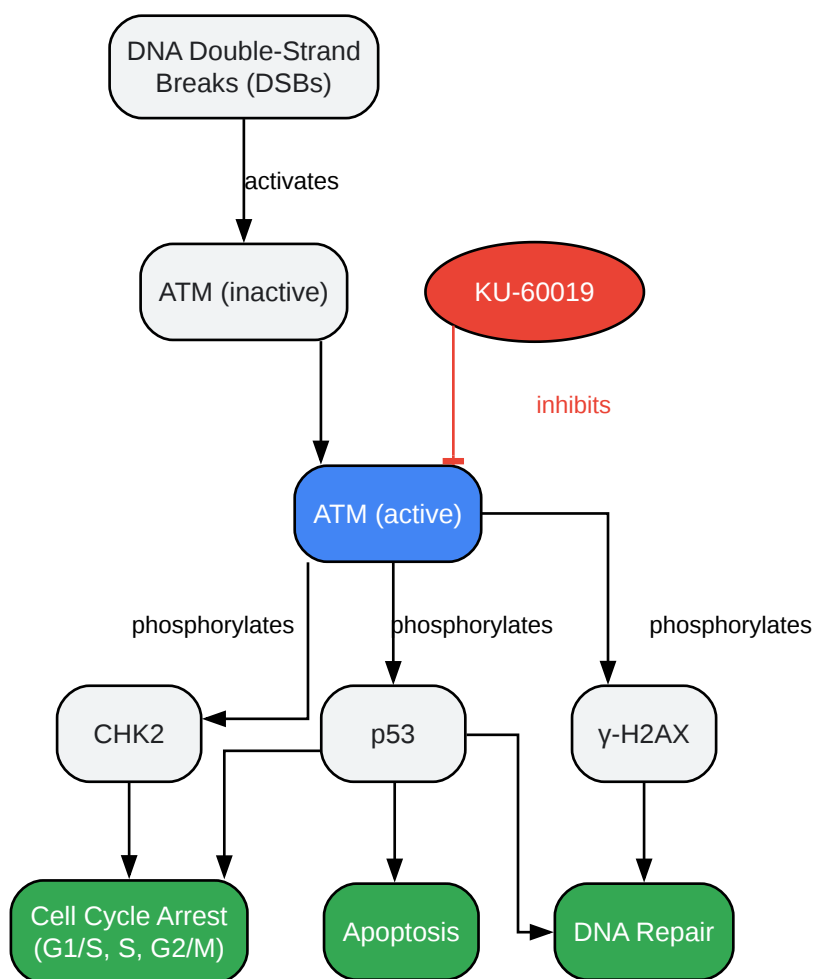 DNA Double-Strand
Breaks (DSBs)
activates
ATM (inactive)
KU-60019
inhibits
ATM (active)
phosphorylates
phosphorylates
phosphorylates
CHK2
p53
γ-H2AX
Cell Cycle Arrest
(G1/S, S, G2/M)
Apoptosis
DNA Repair